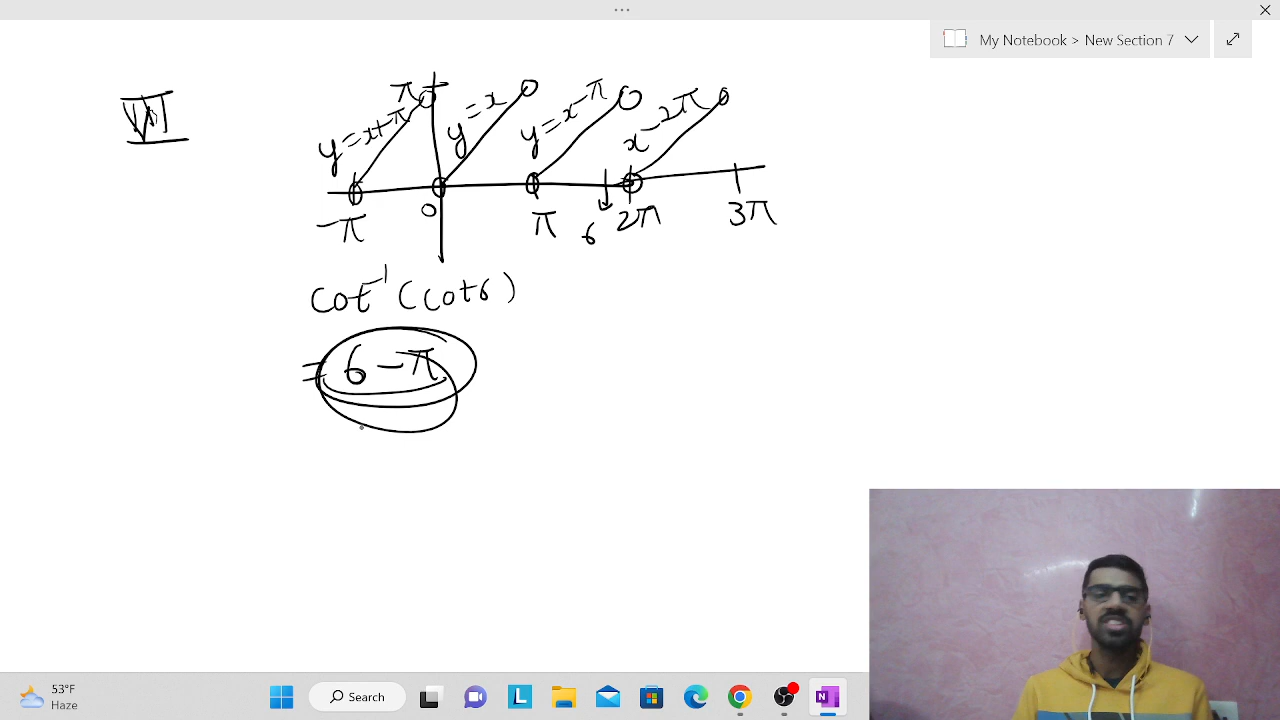 ...
My Notebook > New Section 7
VII
π
y=x+π y=x y=x-π x-2π
-π 0 π 6 2π 3π
cot⁻¹(cot6)
= 6-π
53°F
Haze
Search